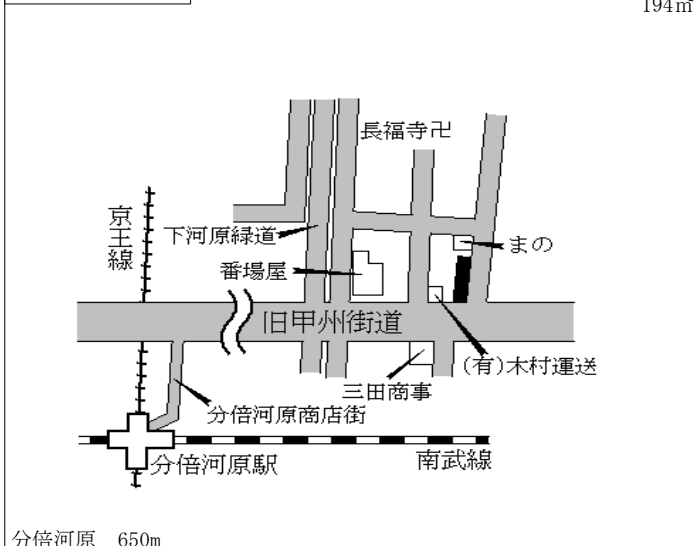 194m
長福寺卍
京王線
下河原緑道
まの
番場屋
旧甲州街道
(有)木村運送
三田商事
分倍河原商店街
分倍河原駅
南武線
分倍河原 650m